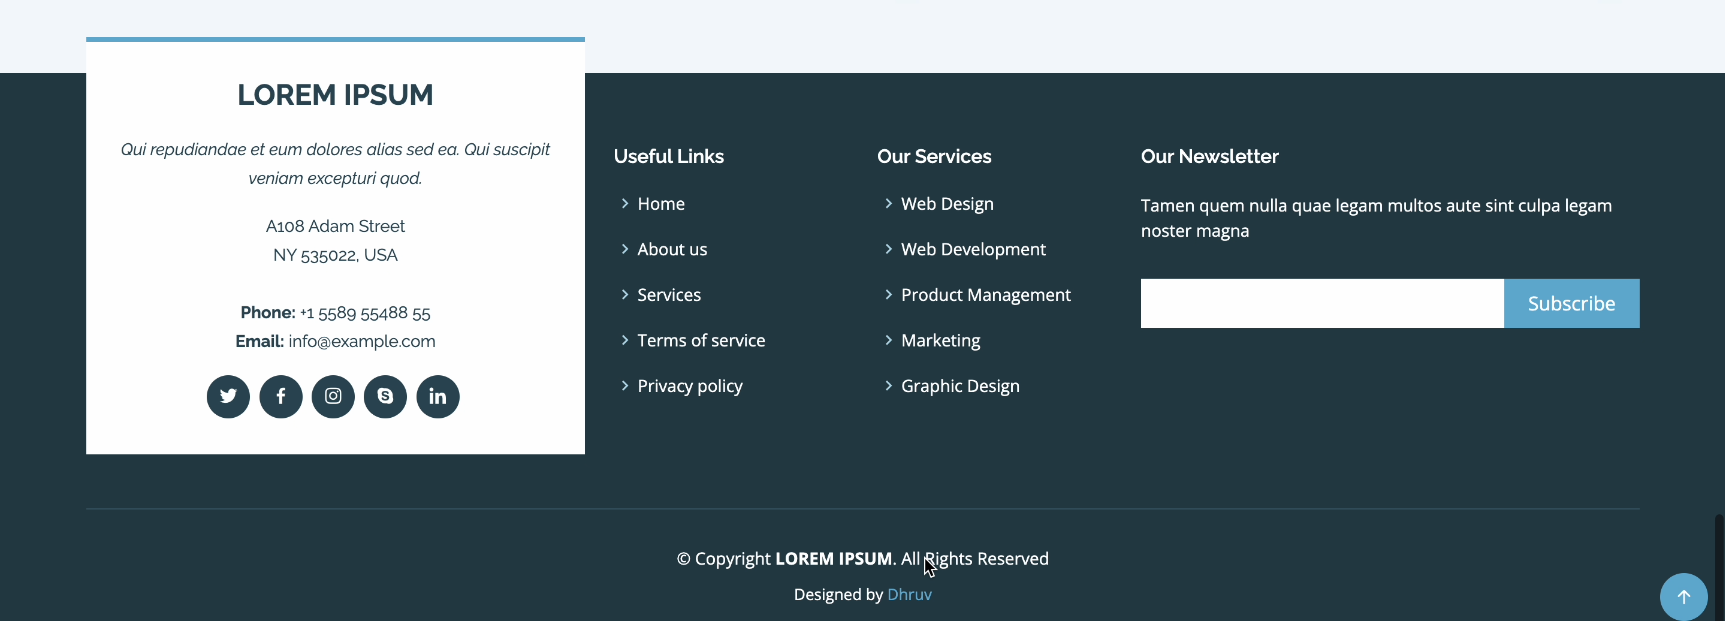 LOREM IPSUM
Qui repudiandae et eum dolores alias sed ea. Qui suscipit
veniam excepturi quod.
A108 Adam Street
NY 535022, USA
Phone: +1 5589 55488 55
Email: info@example.com
Useful Links
Home
About us
Services
Terms of service
Privacy policy
Our Services
Web Design
Web Development
Product Management
Marketing
Graphic Design
Our Newsletter
Tamen quem nulla quae legam multos aute sint culpa legam
noster magna
Subscribe
© Copyright LOREM IPSUM. All Rights Reserved
Designed by Dhruv